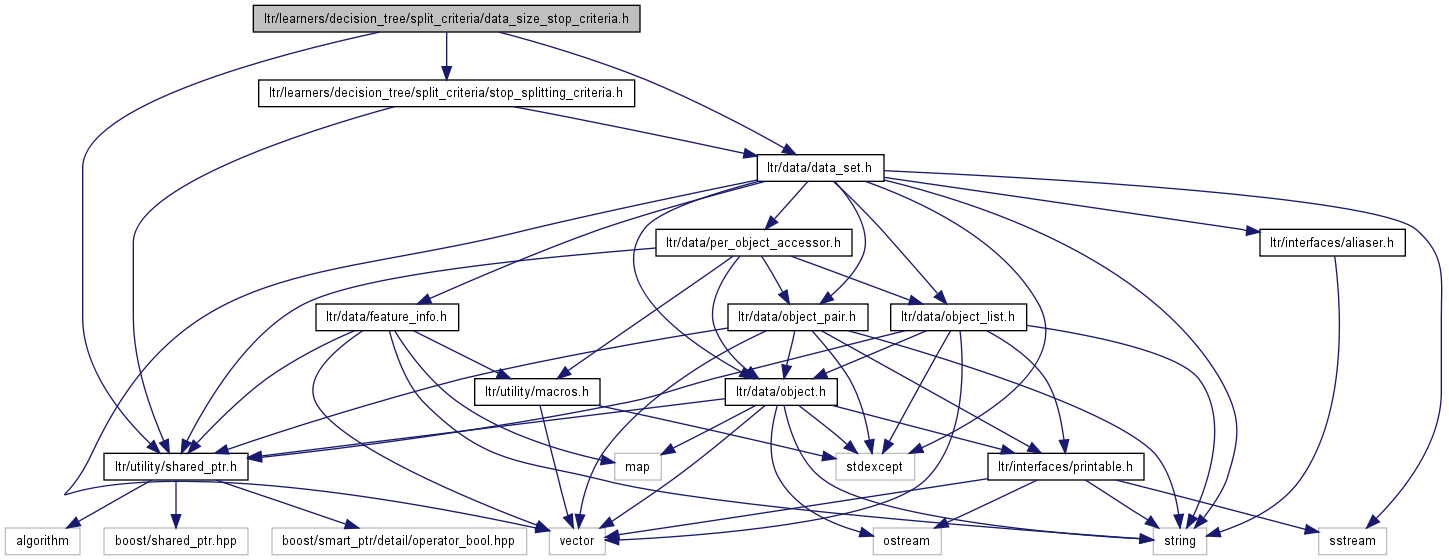 ltr/learners/decision_tree/split_criteria/data_size_stop_criteria.h
ltr/learners/decision_tree/split_criteria/stop_splitting_criteria.h
ltr/data/data_set.h
ltr/data/per_object_accessor.h
ltr/interfaces/aliaser.h
ltr/data/feature_info.h
ltr/data/object_pair.h
ltr/data/object_list.h
ltr/utility/macros.h
ltr/data/object.h
ltr/utility/shared_ptr.h
map
stdexcept
ltr/interfaces/printable.h
algorithm
boost/shared_ptr.hpp
boost/smart_ptr/detail/operator_bool.hpp
vector
ostream
string
sstream